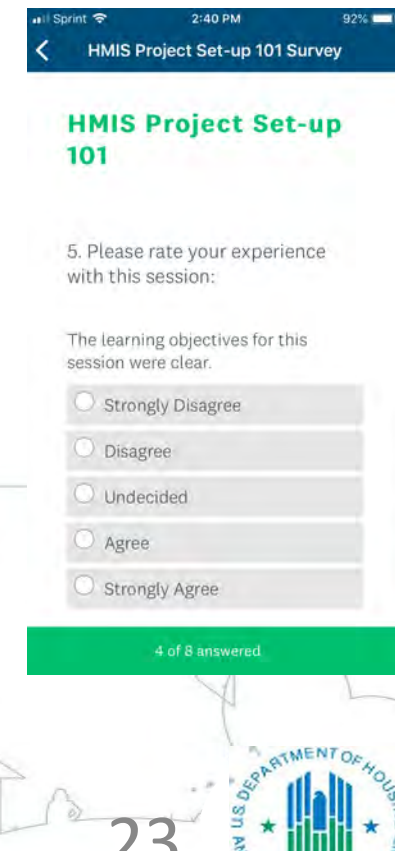 Sprint 2:40 PM 92%
HMIS Project Set-up 101 Survey
HMIS Project Set-up
101
5. Please rate your experience
with this session:
The learning objectives for this
session were clear.
Strongly Disagree
Disagree
Undecided
Agree
Strongly Agree
4 of 8 answered
23
U.S. DEPARTMENT OF